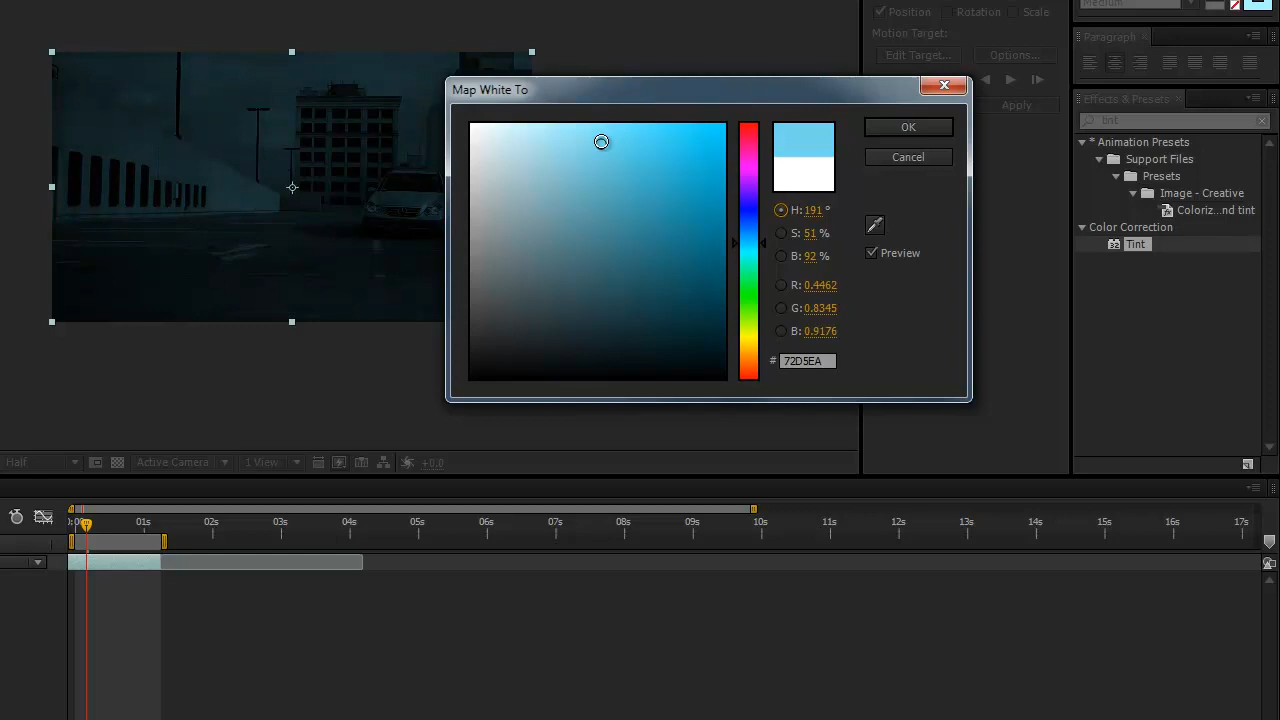 Position Rotation Scale
Motion Target:
Edit Target... Options...
Apply
Medium
Paragraph
Effects & Presets
tint
* Animation Presets
Support Files
Presets
Image - Creative
Coloriz...nd tint
Color Correction
32 Tint
Map White To
OK
Cancel
H: 191 °
S: 51 %
B: 92 %
Preview
R: 0.4462
G: 0.8345
B: 0.9176
# 72D5EA
Half Active Camera 1 View +0.0
01s 02s 03s 04s 05s 06s 07s 08s 09s 10s 11s 12s 13s 14s 15s 16s 17s